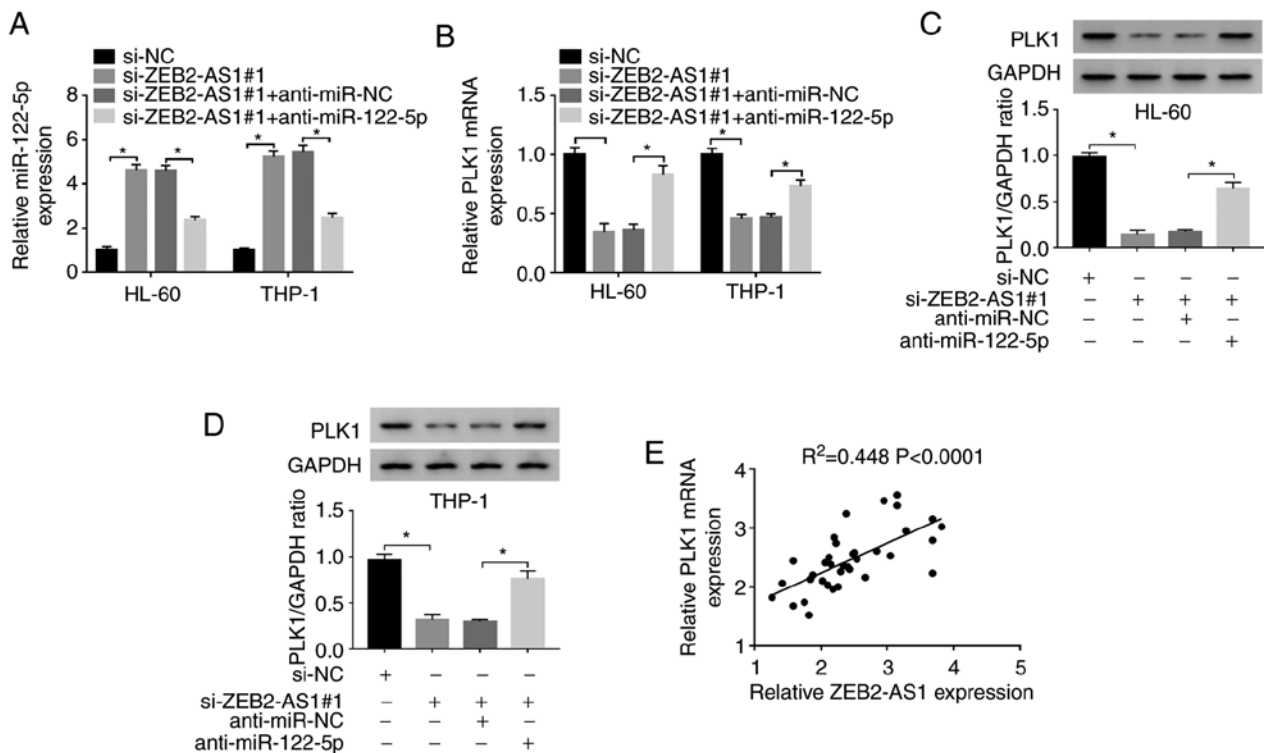 A
si-NC
si-ZEB2-AS1#1
si-ZEB2-AS1#1+anti-miR-NC
si-ZEB2-AS1#1+anti-miR-122-5p
Relative miR-122-5p
expression
8
6
4
2
0
* * * *
HL-60 THP-1
B
si-NC
si-ZEB2-AS1#1
si-ZEB2-AS1#1+anti-miR-NC
si-ZEB2-AS1#1+anti-miR-122-5p
Relative PLK1 mRNA
expression
1.5
1.0
0.5
0.0
* * *
HL-60 THP-1
C
PLK1
GAPDH
HL-60
PLK1/GAPDH ratio
1.5
1.0
0.5
0.0
* *
si-NC + − − −
si-ZEB2-AS1#1 − + + +
anti-miR-NC − − + −
anti-miR-122-5p − − − +
D
PLK1
GAPDH
THP-1
PLK1/GAPDH ratio
1.5
1.0
0.5
0.0
* *
si-NC + − − −
si-ZEB2-AS1#1 − + + +
anti-miR-NC − − + −
anti-miR-122-5p − − − +
E
R²=0.448 P<0.0001
Relative PLK1 mRNA
expression
4
3
2
1
1 2 3 4 5
Relative ZEB2-AS1 expression